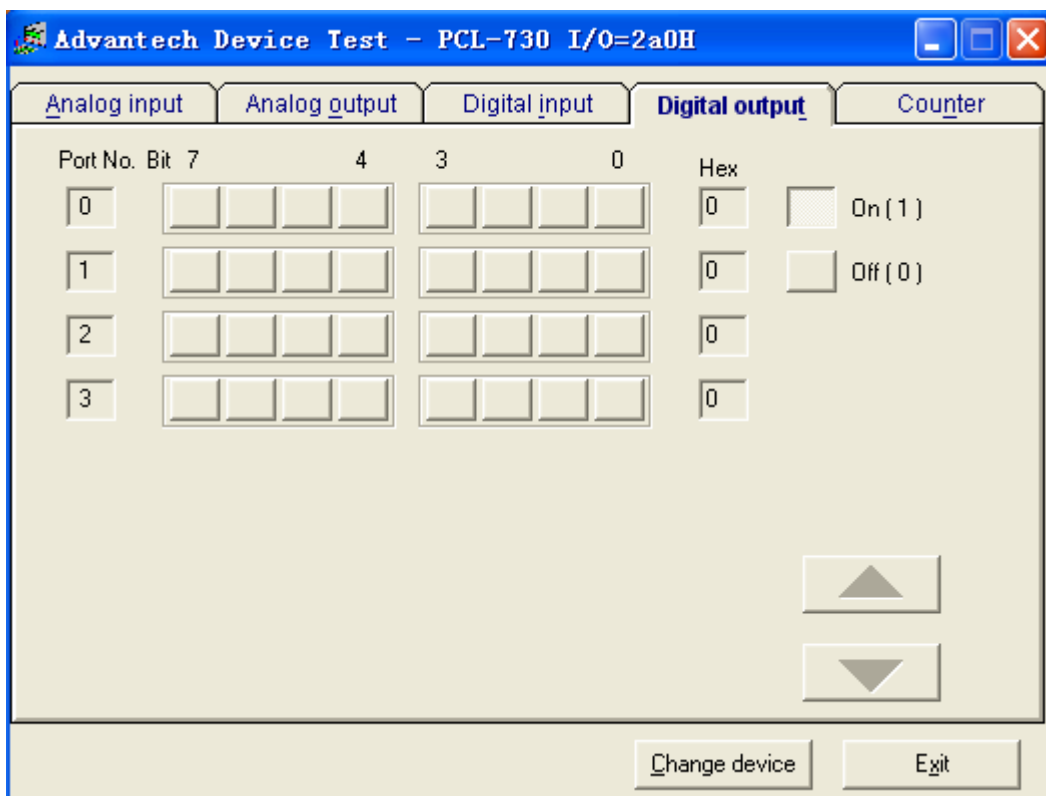 Advantech Device Test - PCL-730 I/O=2a0H
Analog input Analog output Digital input Digital output Counter
Port No. Bit 7 4 3 0 Hex
0 0 On ( 1 )
1 0 Off ( 0 )
2 0
3 0
Change device Exit